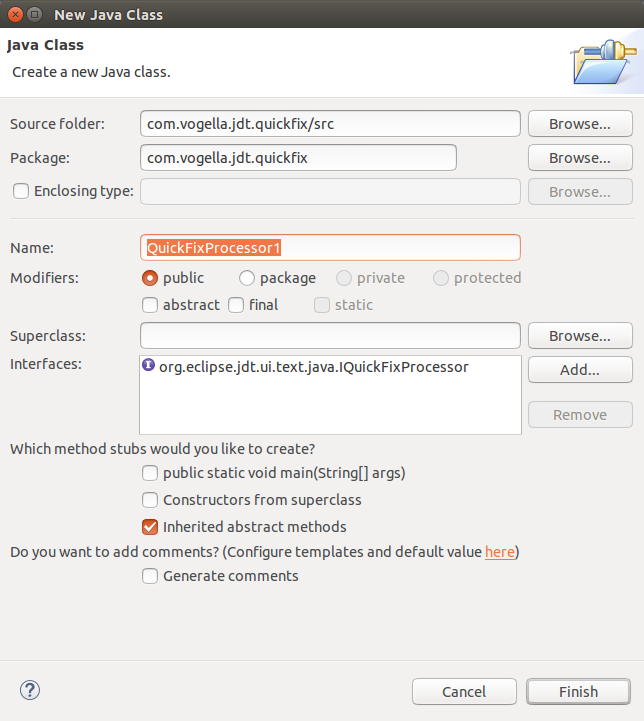 New Java Class
Java Class
Create a new Java class.
Source folder: com.vogella.jdt.quickfix/src Browse...
Package: com.vogella.jdt.quickfix Browse...
Enclosing type: Browse...
Name: QuickFixProcessor1
Modifiers: public package private protected
abstract final static
Superclass: Browse...
Interfaces: org.eclipse.jdt.ui.text.java.IQuickFixProcessor Add...
Remove
Which method stubs would you like to create?
public static void main(String[] args)
Constructors from superclass
Inherited abstract methods
Do you want to add comments? (Configure templates and default value here)
Generate comments
? Cancel Finish